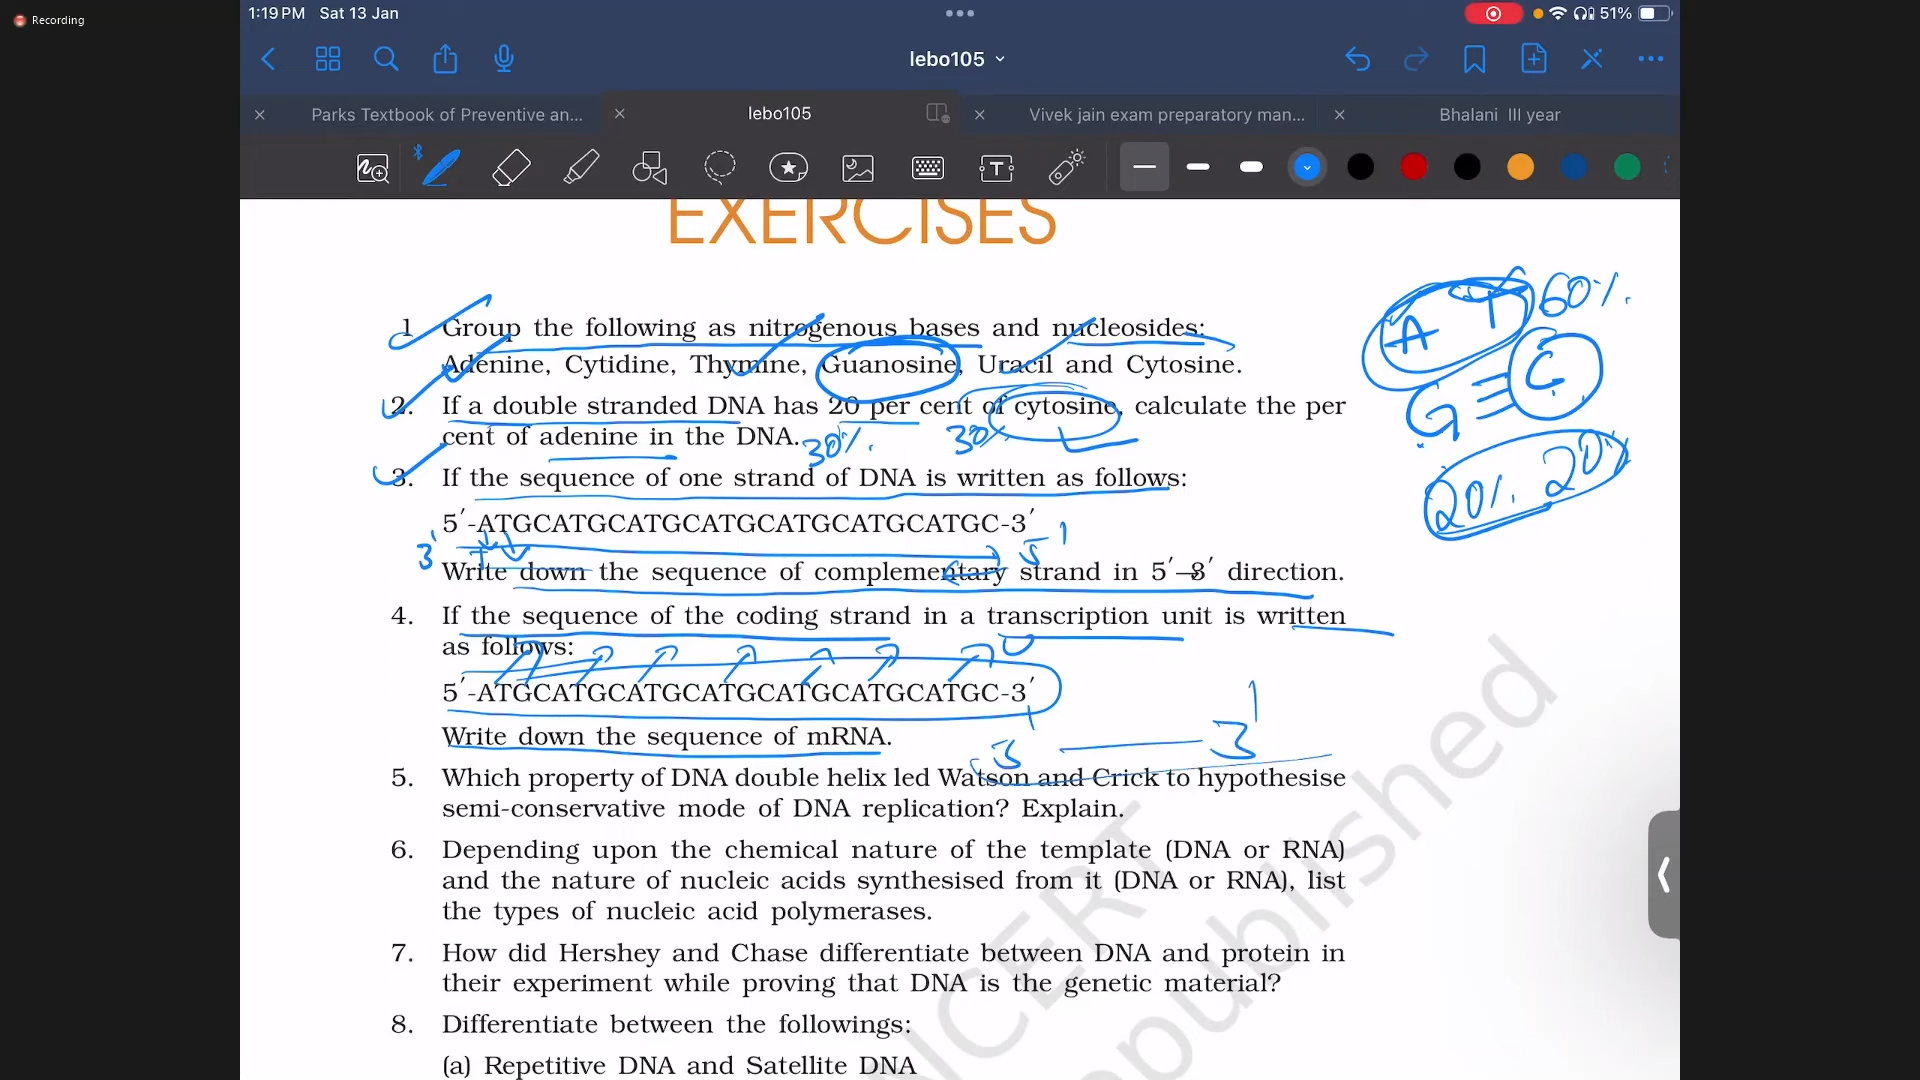 Recording
1:19 PM Sat 13 Jan
51%
lebo105
Parks Textbook of Preventive an...
lebo105
Vivek jain exam preparatory man...
Bhalani III year
EXERCISES
1 Group the following as nitrogenous bases and nucleosides:
Adenine, Cytidine, Thymine, Guanosine, Uracil and Cytosine.
2. If a double stranded DNA has 20 per cent of cytosine, calculate the per
cent of adenine in the DNA.
30%.
30
3. If the sequence of one strand of DNA is written as follows:
5′-ATGCATGCATGCATGCATGCATGCATGC-3′
3' 5'
Write down the sequence of complementary strand in 5′→3′ direction.
4. If the sequence of the coding strand in a transcription unit is written
as follows:
U
5′-ATGCATGCATGCATGCATGCATGCATGC-3′
Write down the sequence of mRNA.
3'
5. Which property of DNA double helix led Watson and Crick to hypothesise
semi-conservative mode of DNA replication? Explain.
6. Depending upon the chemical nature of the template (DNA or RNA)
and the nature of nucleic acids synthesised from it (DNA or RNA), list
the types of nucleic acid polymerases.
7. How did Hershey and Chase differentiate between DNA and protein in
their experiment while proving that DNA is the genetic material?
8. Differentiate between the followings:
(a) Repetitive DNA and Satellite DNA
A T 60%.
G≡C
20%. 20%
NCERT
republished